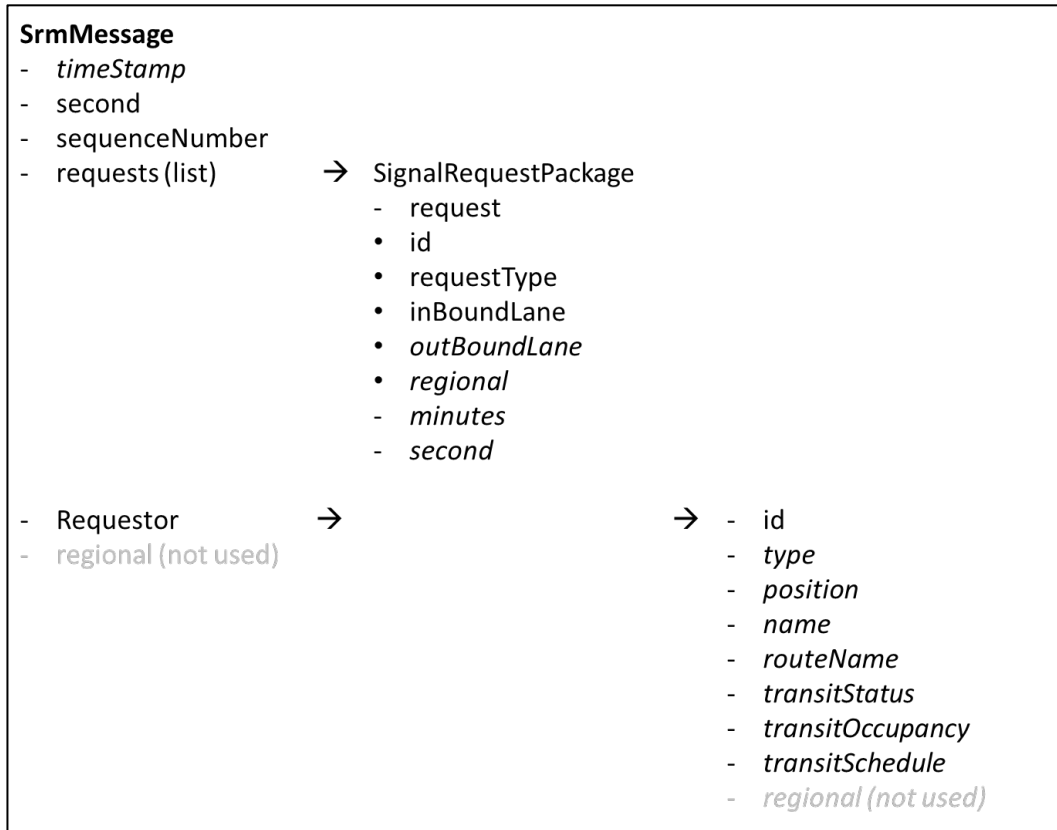 SrmMessage
- timeStamp
- second
- sequenceNumber
- requests (list) → SignalRequestPackage
- request
• id
• requestType
• inBoundLane
• outBoundLane
• regional
- minutes
- second
- Requestor → → - id
- regional (not used)
- type
- position
- name
- routeName
- transitStatus
- transitOccupancy
- transitSchedule
- regional (not used)